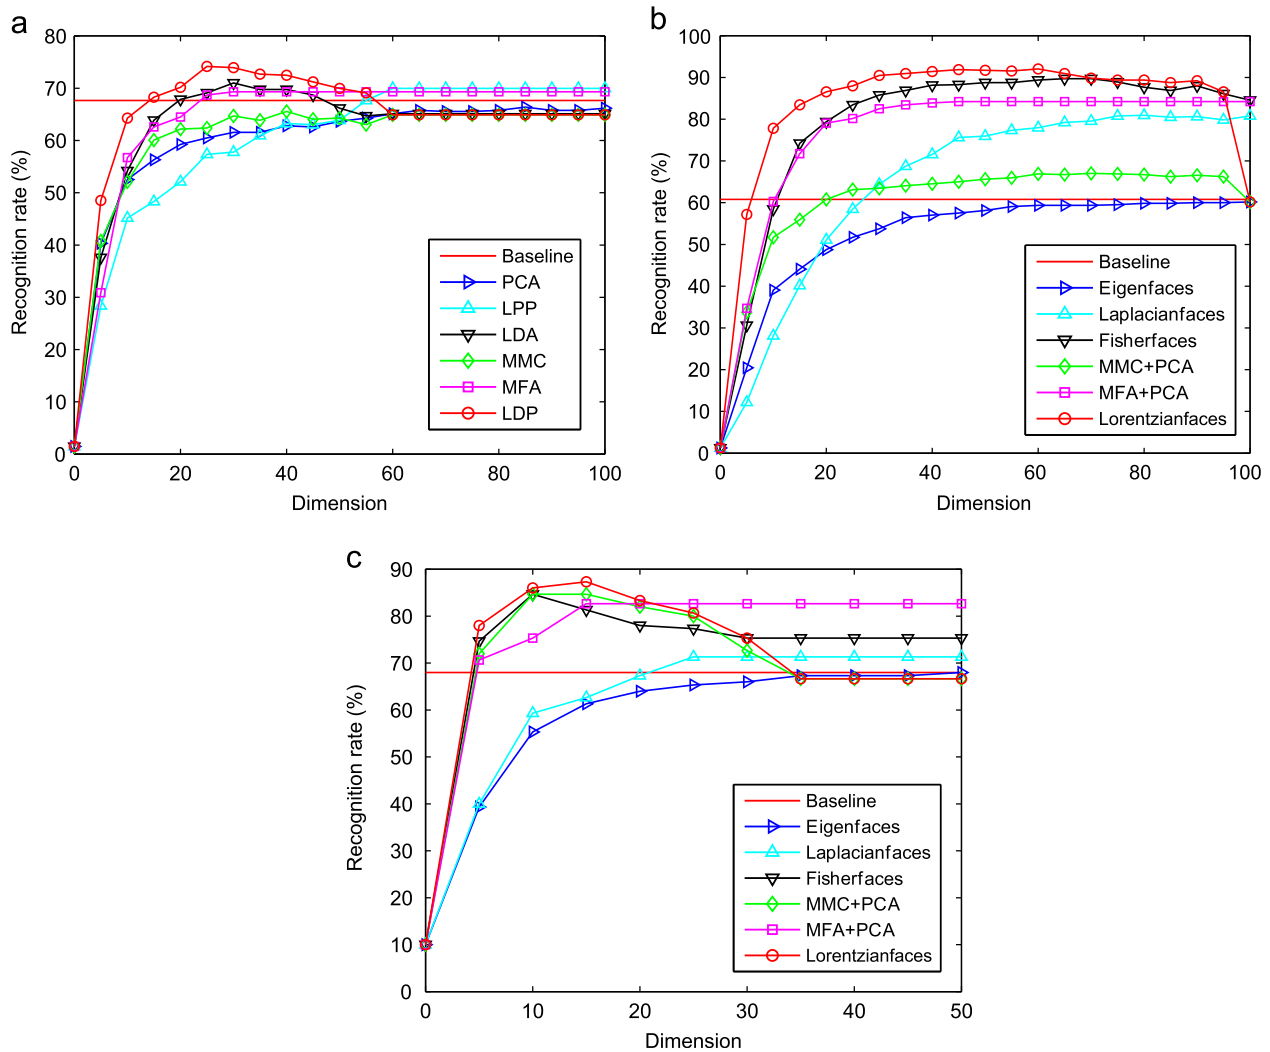 a
80
70
60
50
40
30
20
10
0
0 20 40 60 80 100
Recognition rate (%)
Dimension
Baseline
PCA
LPP
LDA
MMC
MFA
LDP
b
100
90
80
70
60
50
40
30
20
10
0
0 20 40 60 80 100
Recognition rate (%)
Dimension
Baseline
Eigenfaces
Laplacianfaces
Fisherfaces
MMC+PCA
MFA+PCA
Lorentzianfaces
c
90
80
70
60
50
40
30
20
10
0
0 10 20 30 40 50
Recognition rate (%)
Dimension
Baseline
Eigenfaces
Laplacianfaces
Fisherfaces
MMC+PCA
MFA+PCA
Lorentzianfaces